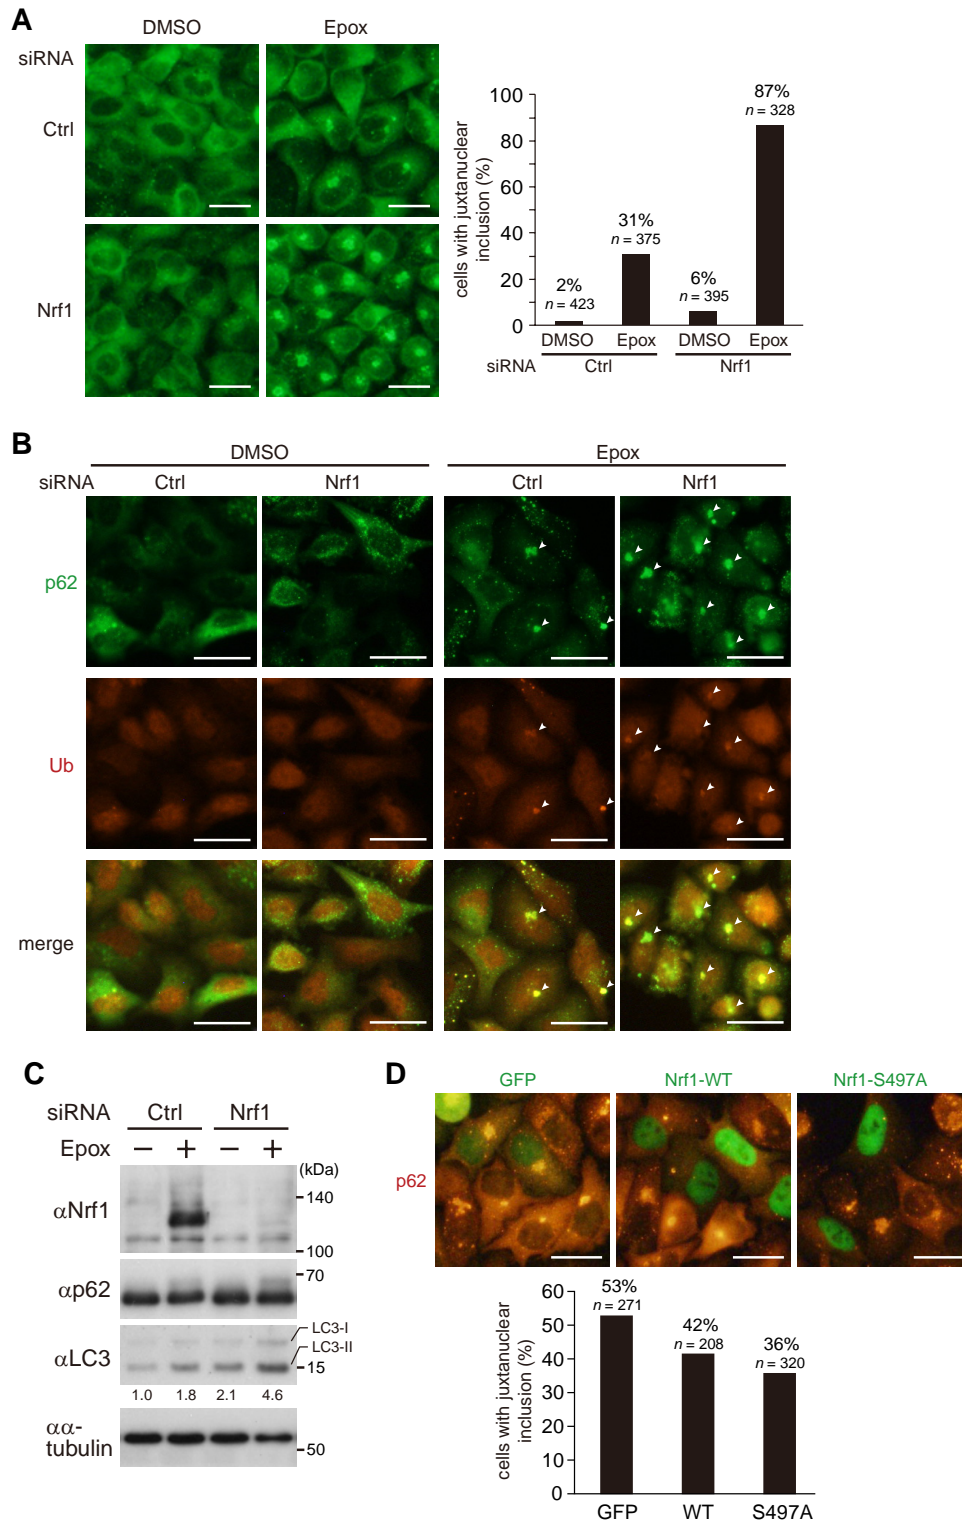 A
DMSO Epox
siRNA
Ctrl
Nrf1
cells with juxtanuclear
inclusion (%)
100
80
60
40
20
0
2%
n = 423
31%
n = 375
6%
n = 395
87%
n = 328
DMSO Epox DMSO Epox
siRNA Ctrl Nrf1
B
DMSO Epox
siRNA Ctrl Nrf1 Ctrl Nrf1
p62
Ub
merge
C
siRNA Ctrl Nrf1
Epox − + − +
(kDa)
αNrf1
140
100
αp62
70
αLC3
LC3-I
LC3-II
15
1.0 1.8 2.1 4.6
αα-
tubulin
50
D
GFP Nrf1-WT Nrf1-S497A
p62
cells with juxtanuclear
inclusion (%)
60
50
40
30
20
10
0
53%
n = 271
42%
n = 208
36%
n = 320
GFP WT S497A